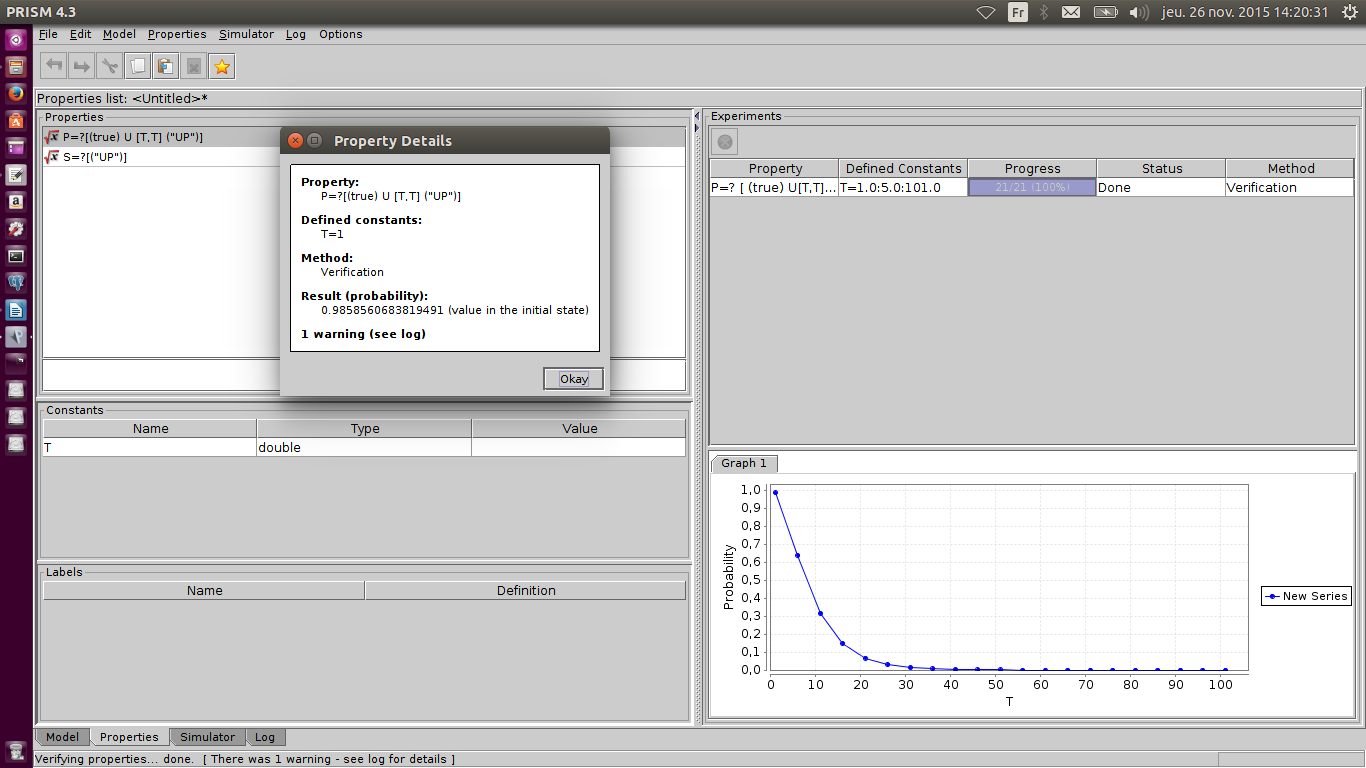 PRISM 4.3
Fr
jeu. 26 nov. 2015 14:20:31
File Edit Model Properties Simulator Log Options
Properties list: <Untitled>*
Properties
P=?[(true) U [T,T] ("UP")]
S=?[("UP")]
Property Details
Property:
P=?[(true) U [T,T] ("UP")]
Defined constants:
T=1
Method:
Verification
Result (probability):
0.9858560683819491 (value in the initial state)
1 warning (see log)
Okay
Constants
Name Type Value
T double
Labels
Name Definition
Experiments
Property Defined Constants Progress Status Method
P=? [ (true) U[T,T]... T=1.0:5.0:101.0 21/21 (100%) Done Verification
Graph 1
1,0
0,9
0,8
0,7
0,6
0,5
0,4
0,3
0,2
0,1
0,0
Probability
0 10 20 30 40 50 60 70 80 90 100
T
New Series
Model Properties Simulator Log
Verifying properties... done. [ There was 1 warning - see log for details ]